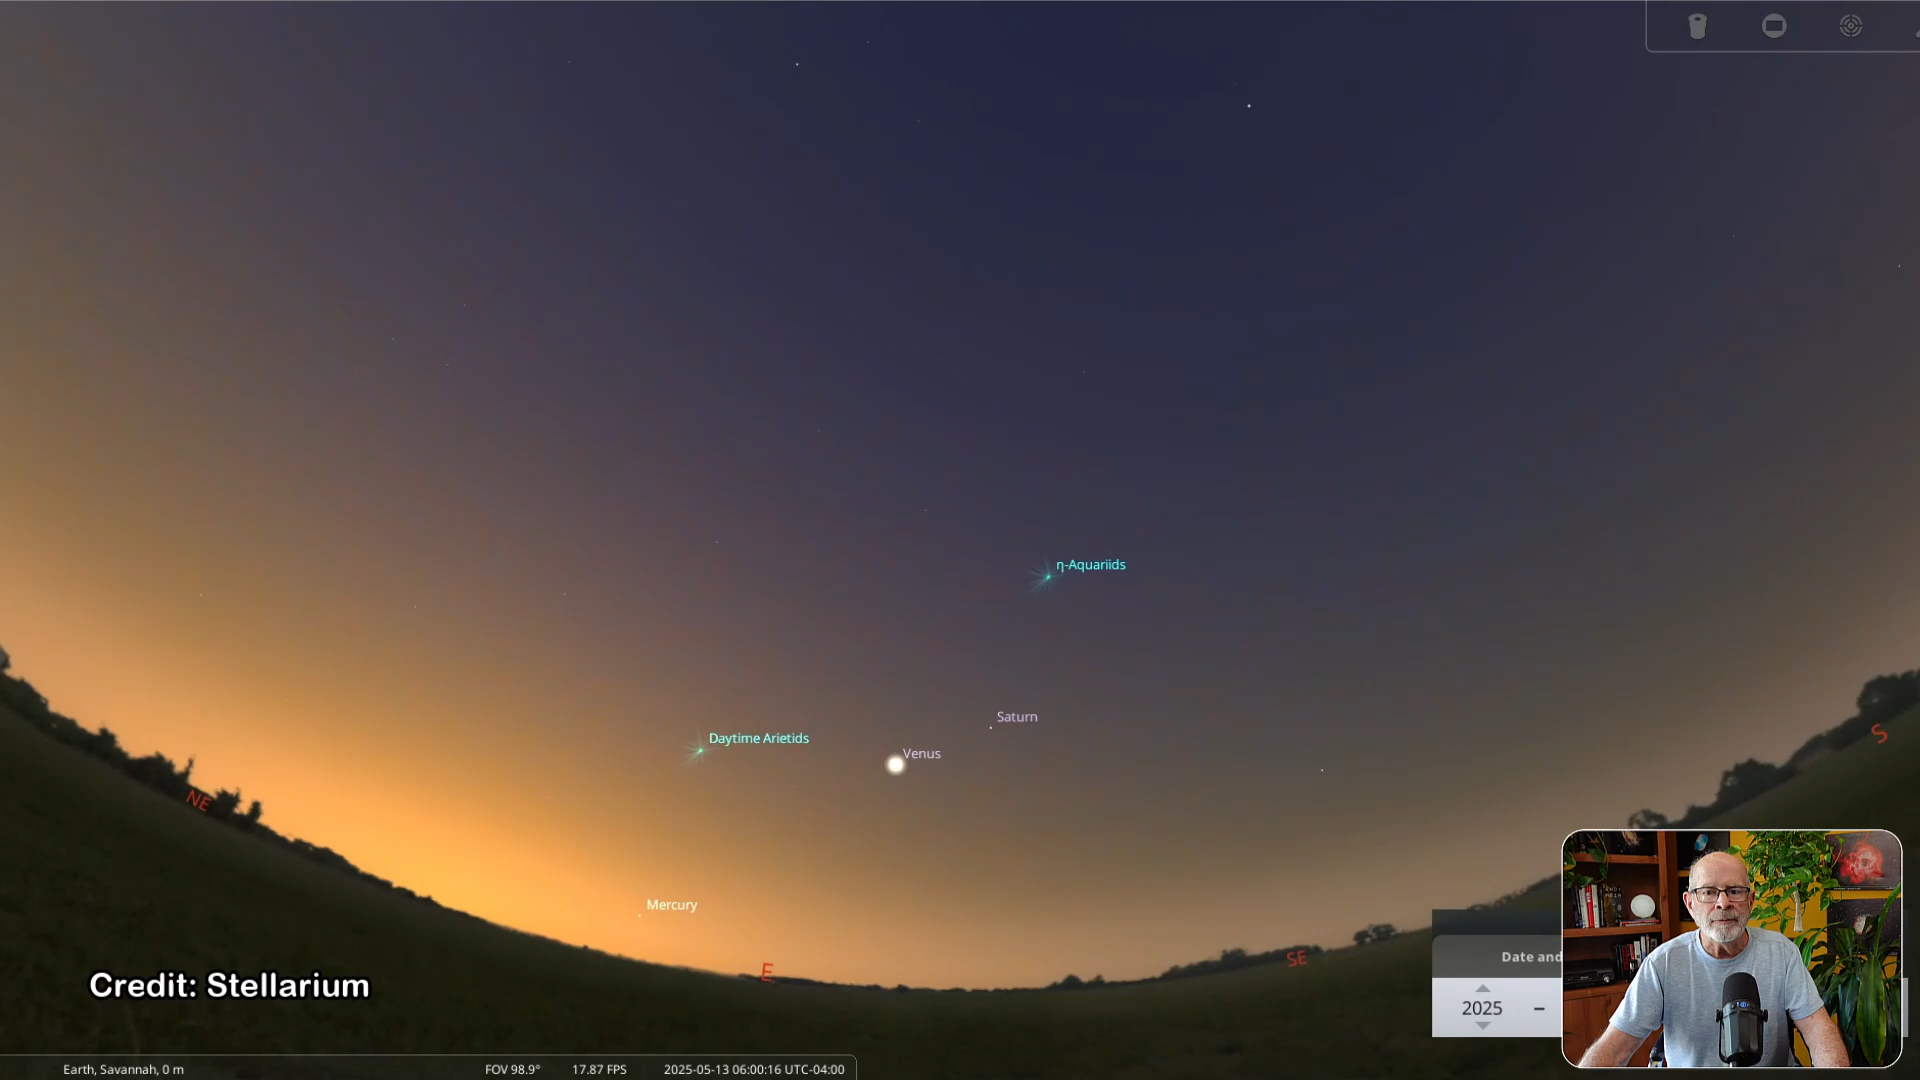 η-Aquariids
Saturn
Daytime Arietids
Venus
S
NE
Mercury
SE
E
Date and
Credit: Stellarium
2025 –
Earth, Savannah, 0 m
FOV 98.9°
17.87 FPS
2025-05-13 06:00:16 UTC-04:00